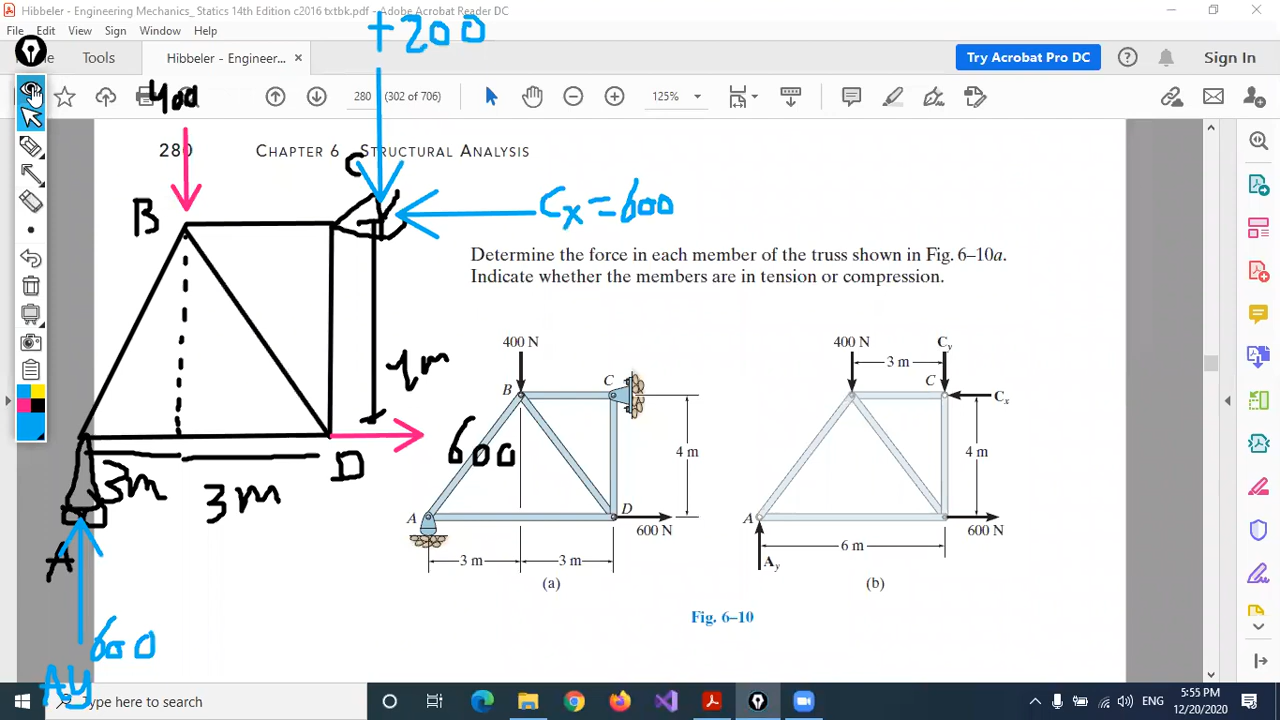 Hibbeler - Engineering Mechanics_ Statics 14th Edition c2016 txtbk.pdf - Adobe Acrobat Reader DC
File Edit View Sign Window Help
Tools Hibbeler - Engineer... × Try Acrobat Pro DC Sign In
280 (302 of 706) 125%
+200
400
280 CHAPTER 6 STRUCTURAL ANALYSIS
C
B
Cx = 600
Determine the force in each member of the truss shown in Fig. 6–10a.
Indicate whether the members are in tension or compression.
4m
600
3m
3m
D
A
600
Ay
400 N
B
C
4 m
A
D
600 N
3 m
3 m
(a)
400 N
Cy
3 m
C
Cx
4 m
A
600 N
6 m
Ay
(b)
Fig. 6–10
Type here to search
ENG
5:55 PM
12/20/2020